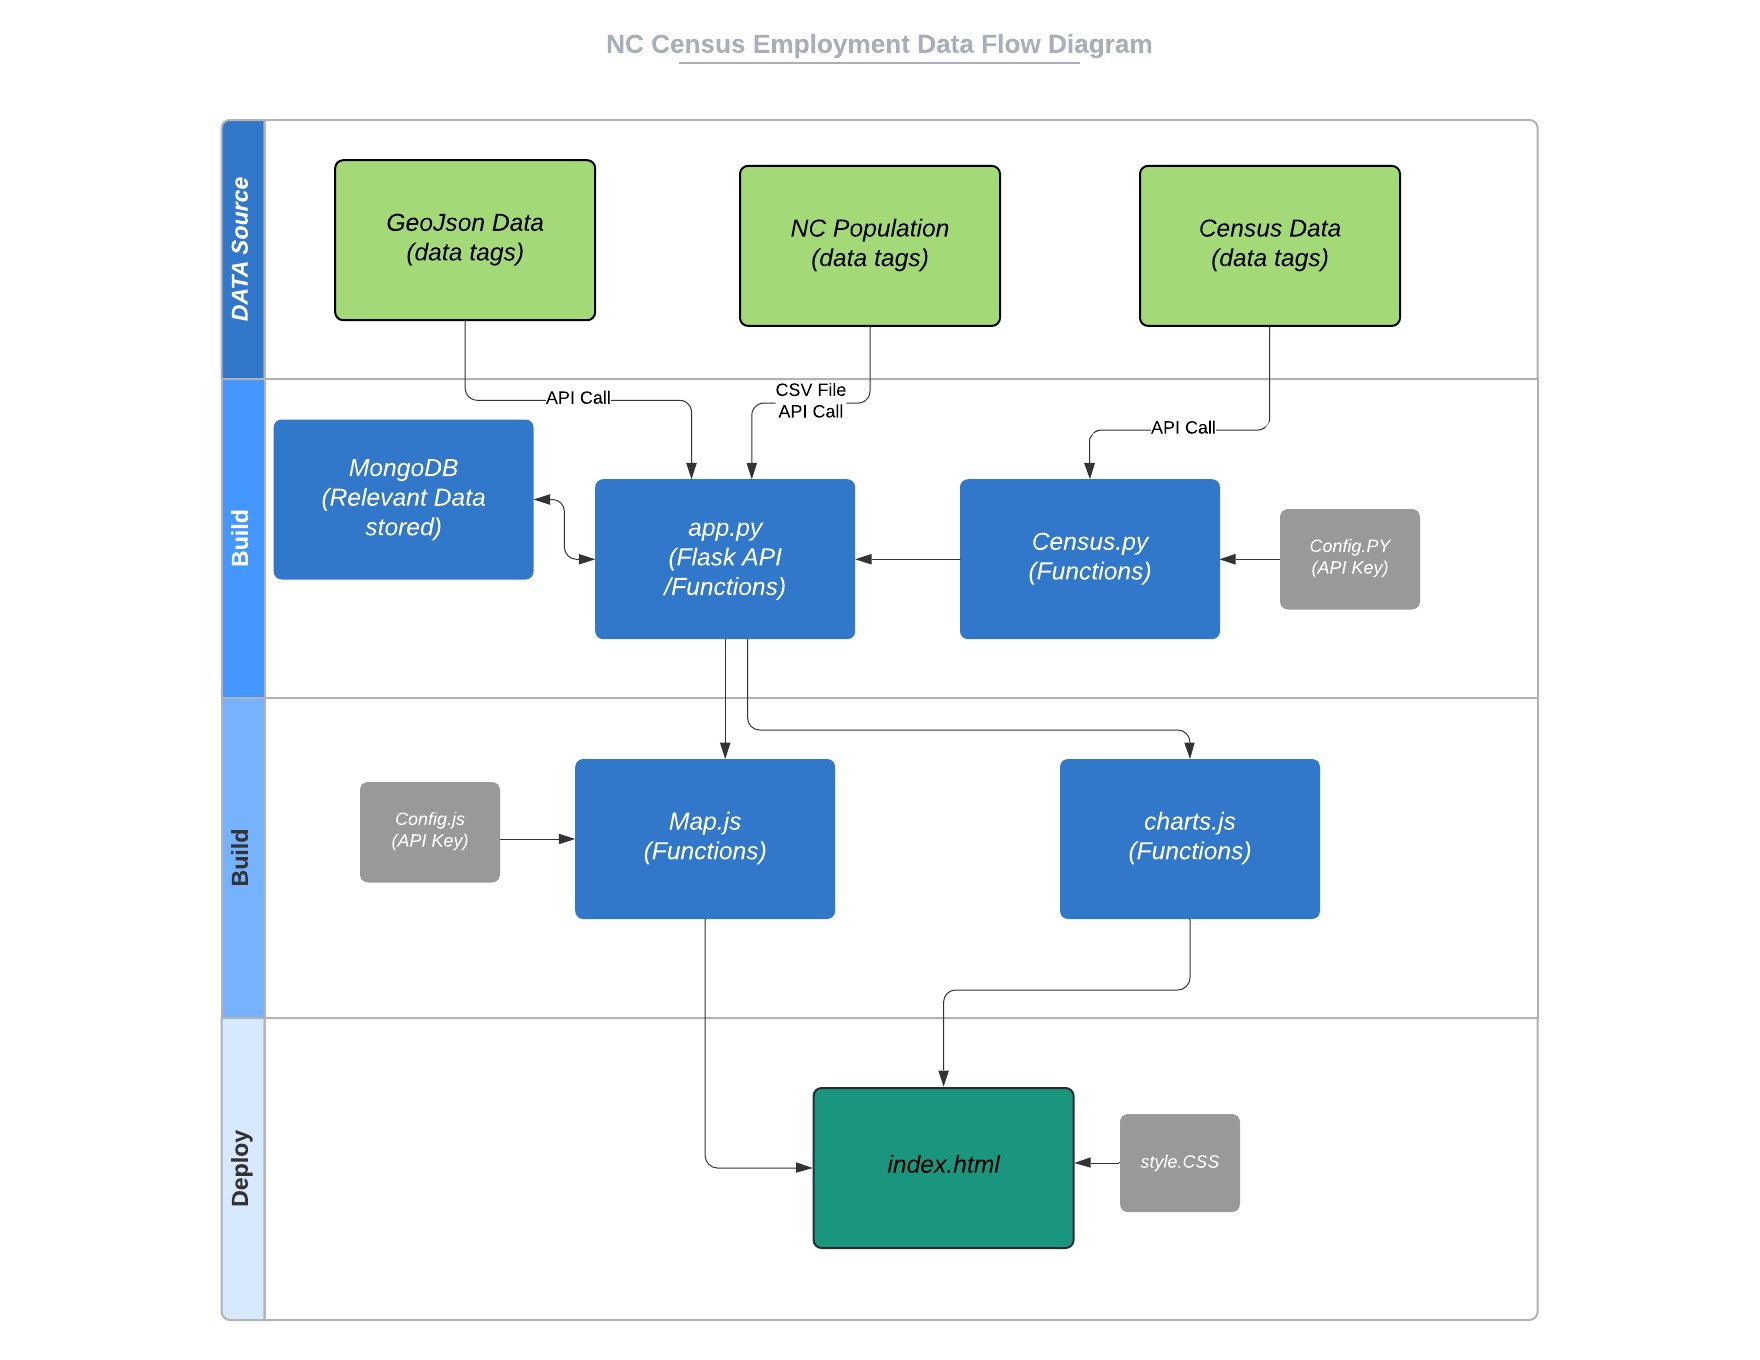 NC Census Employment Data Flow Diagram
DATA Source
GeoJson Data
(data tags)
NC Population
(data tags)
Census Data
(data tags)
API Call
CSV File
API Call
API Call
Build
MongoDB
(Relevant Data
stored)
app.py
(Flask API
/Functions)
Census.py
(Functions)
Config.PY
(API Key)
Build
Config.js
(API Key)
Map.js
(Functions)
charts.js
(Functions)
Deploy
index.html
style.CSS